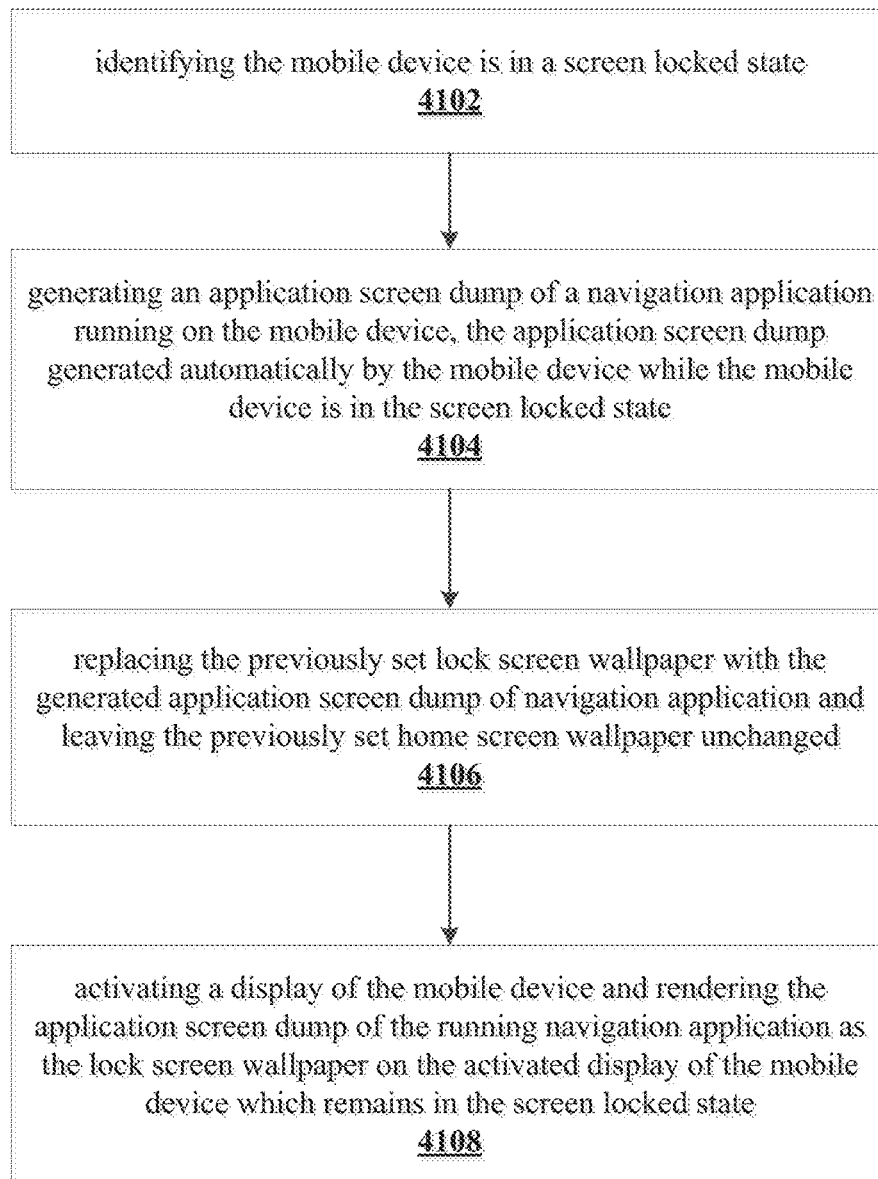 identifying the mobile device is in a screen locked state
4102
generating an application screen dump of a navigation application
running on the mobile device, the application screen dump
generated automatically by the mobile device while the mobile
device is in the screen locked state
4104
replacing the previously set lock screen wallpaper with the
generated application screen dump of navigation application and
leaving the previously set home screen wallpaper unchanged
4106
activating a display of the mobile device and rendering the
application screen dump of the running navigation application as
the lock screen wallpaper on the activated display of the mobile
device which remains in the screen locked state
4108